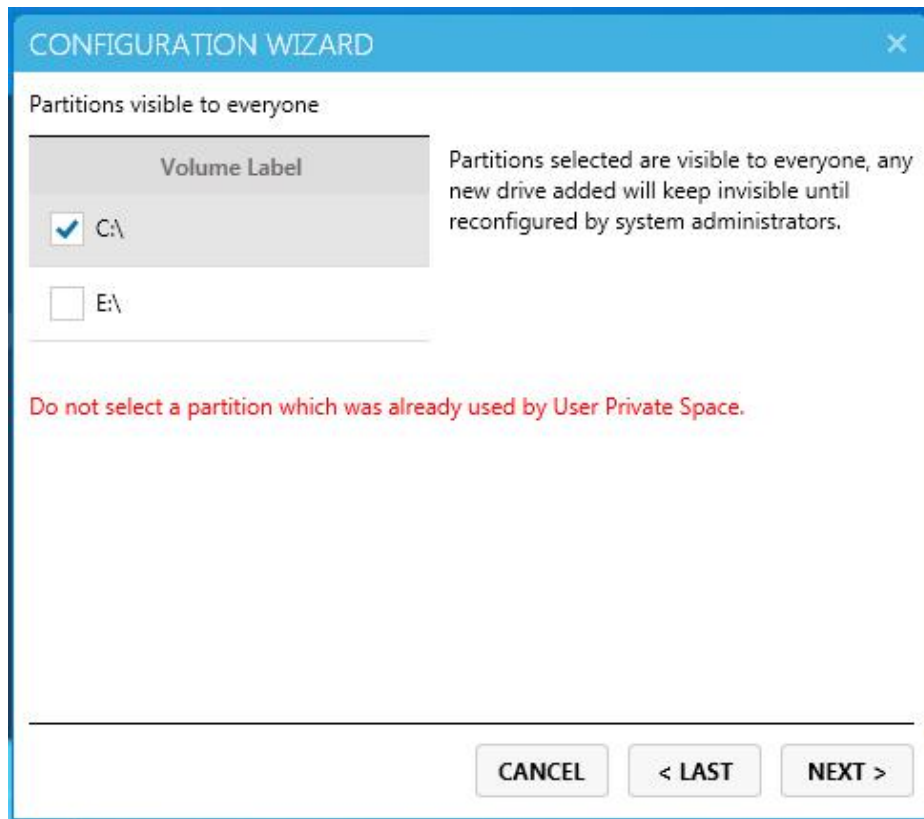 CONFIGURATION WIZARD
Partitions visible to everyone
Volume Label
C:\
E:\
Partitions selected are visible to everyone, any
new drive added will keep invisible until
reconfigured by system administrators.
Do not select a partition which was already used by User Private Space.
CANCEL
< LAST
NEXT >